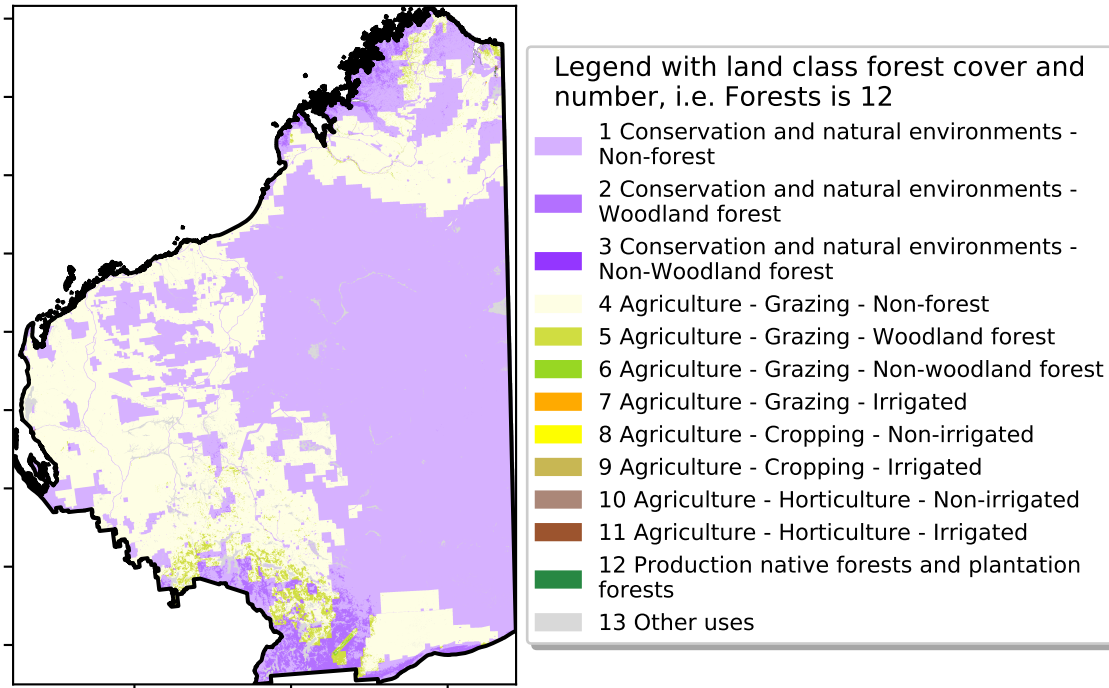 Legend with land class forest cover and
number, i.e. Forests is 12
1 Conservation and natural environments -
Non-forest
2 Conservation and natural environments -
Woodland forest
3 Conservation and natural environments -
Non-Woodland forest
4 Agriculture - Grazing - Non-forest
5 Agriculture - Grazing - Woodland forest
6 Agriculture - Grazing - Non-woodland forest
7 Agriculture - Grazing - Irrigated
8 Agriculture - Cropping - Non-irrigated
9 Agriculture - Cropping - Irrigated
10 Agriculture - Horticulture - Non-irrigated
11 Agriculture - Horticulture - Irrigated
12 Production native forests and plantation
forests
13 Other uses